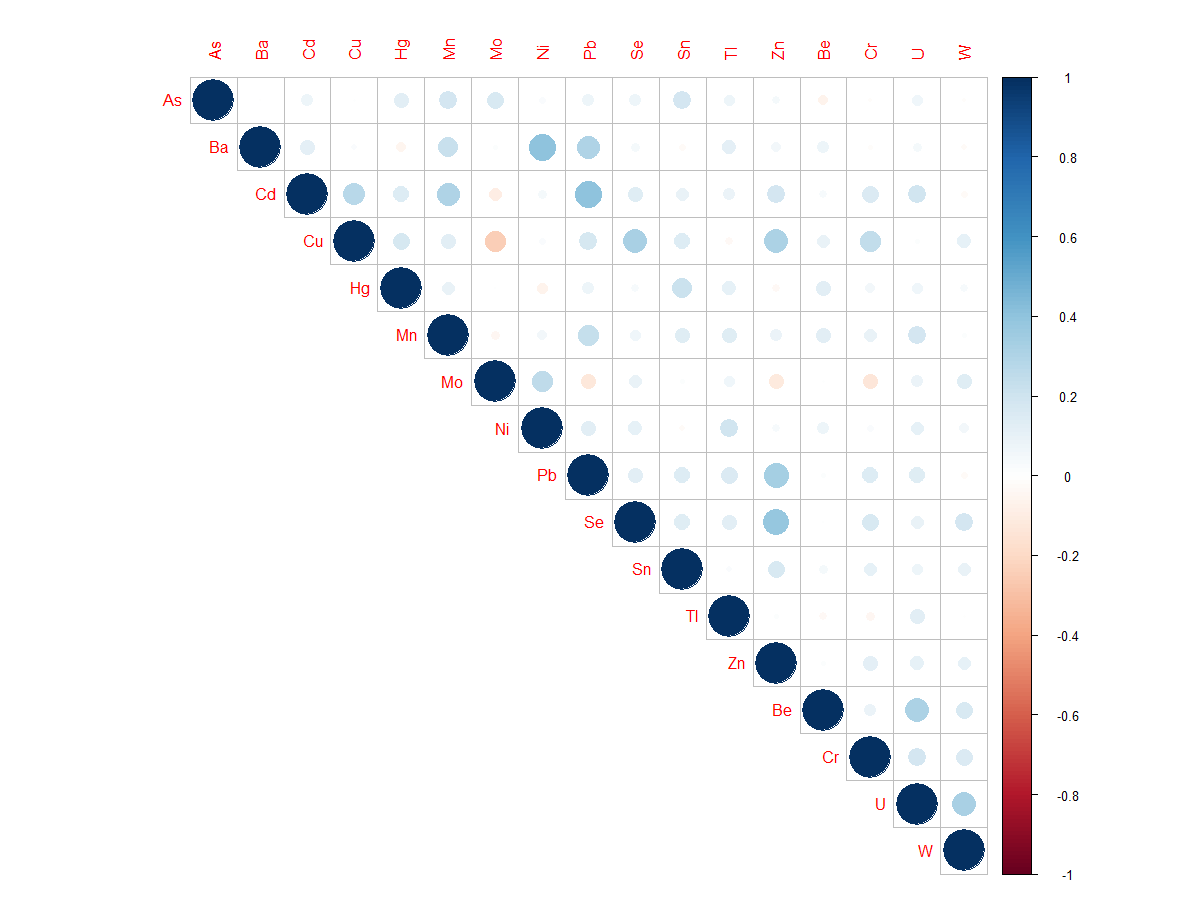 As Ba Cd Cu Hg Mn Mo Ni Pb Se Sn Tl Zn Be Cr U W
As
Ba
Cd
Cu
Hg
Mn
Mo
Ni
Pb
Se
Sn
Tl
Zn
Be
Cr
U
W
1
0.8
0.6
0.4
0.2
0
-0.2
-0.4
-0.6
-0.8
-1